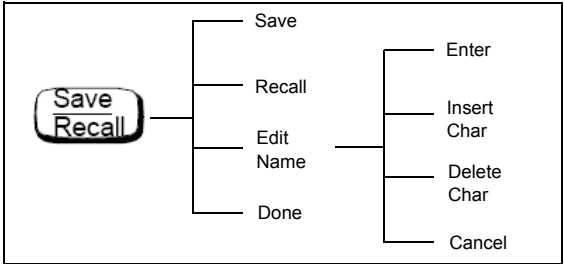 Save
Recall
Save
Recall
Edit
Name
Done
Enter
Insert
Char
Delete
Char
Cancel